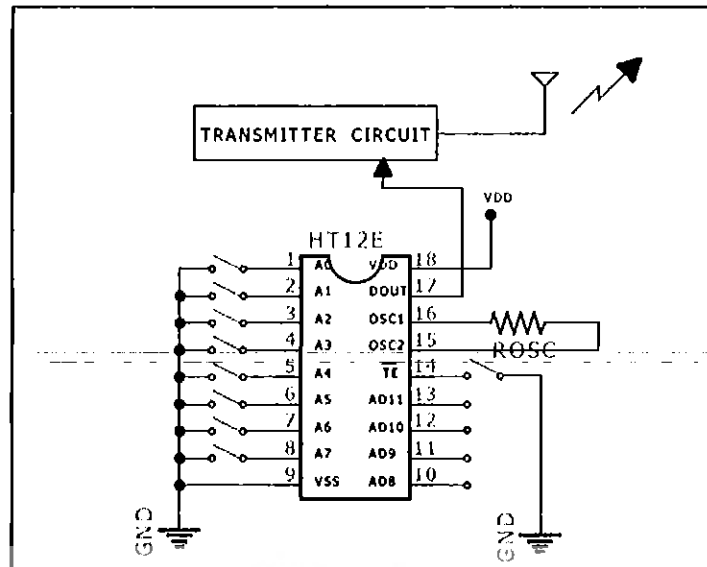 TRANSMITTER CIRCUIT
VDD
HT12E
1 A0 VDD 18
2 A1 DOUT 17
3 A2 OSC1 16
4 A3 OSC2 15
ROSC
5 A4 TE 14
6 A5 AD11 13
7 A6 AD10 12
8 A7 AD9 11
9 VSS AD8 10
GND
GND